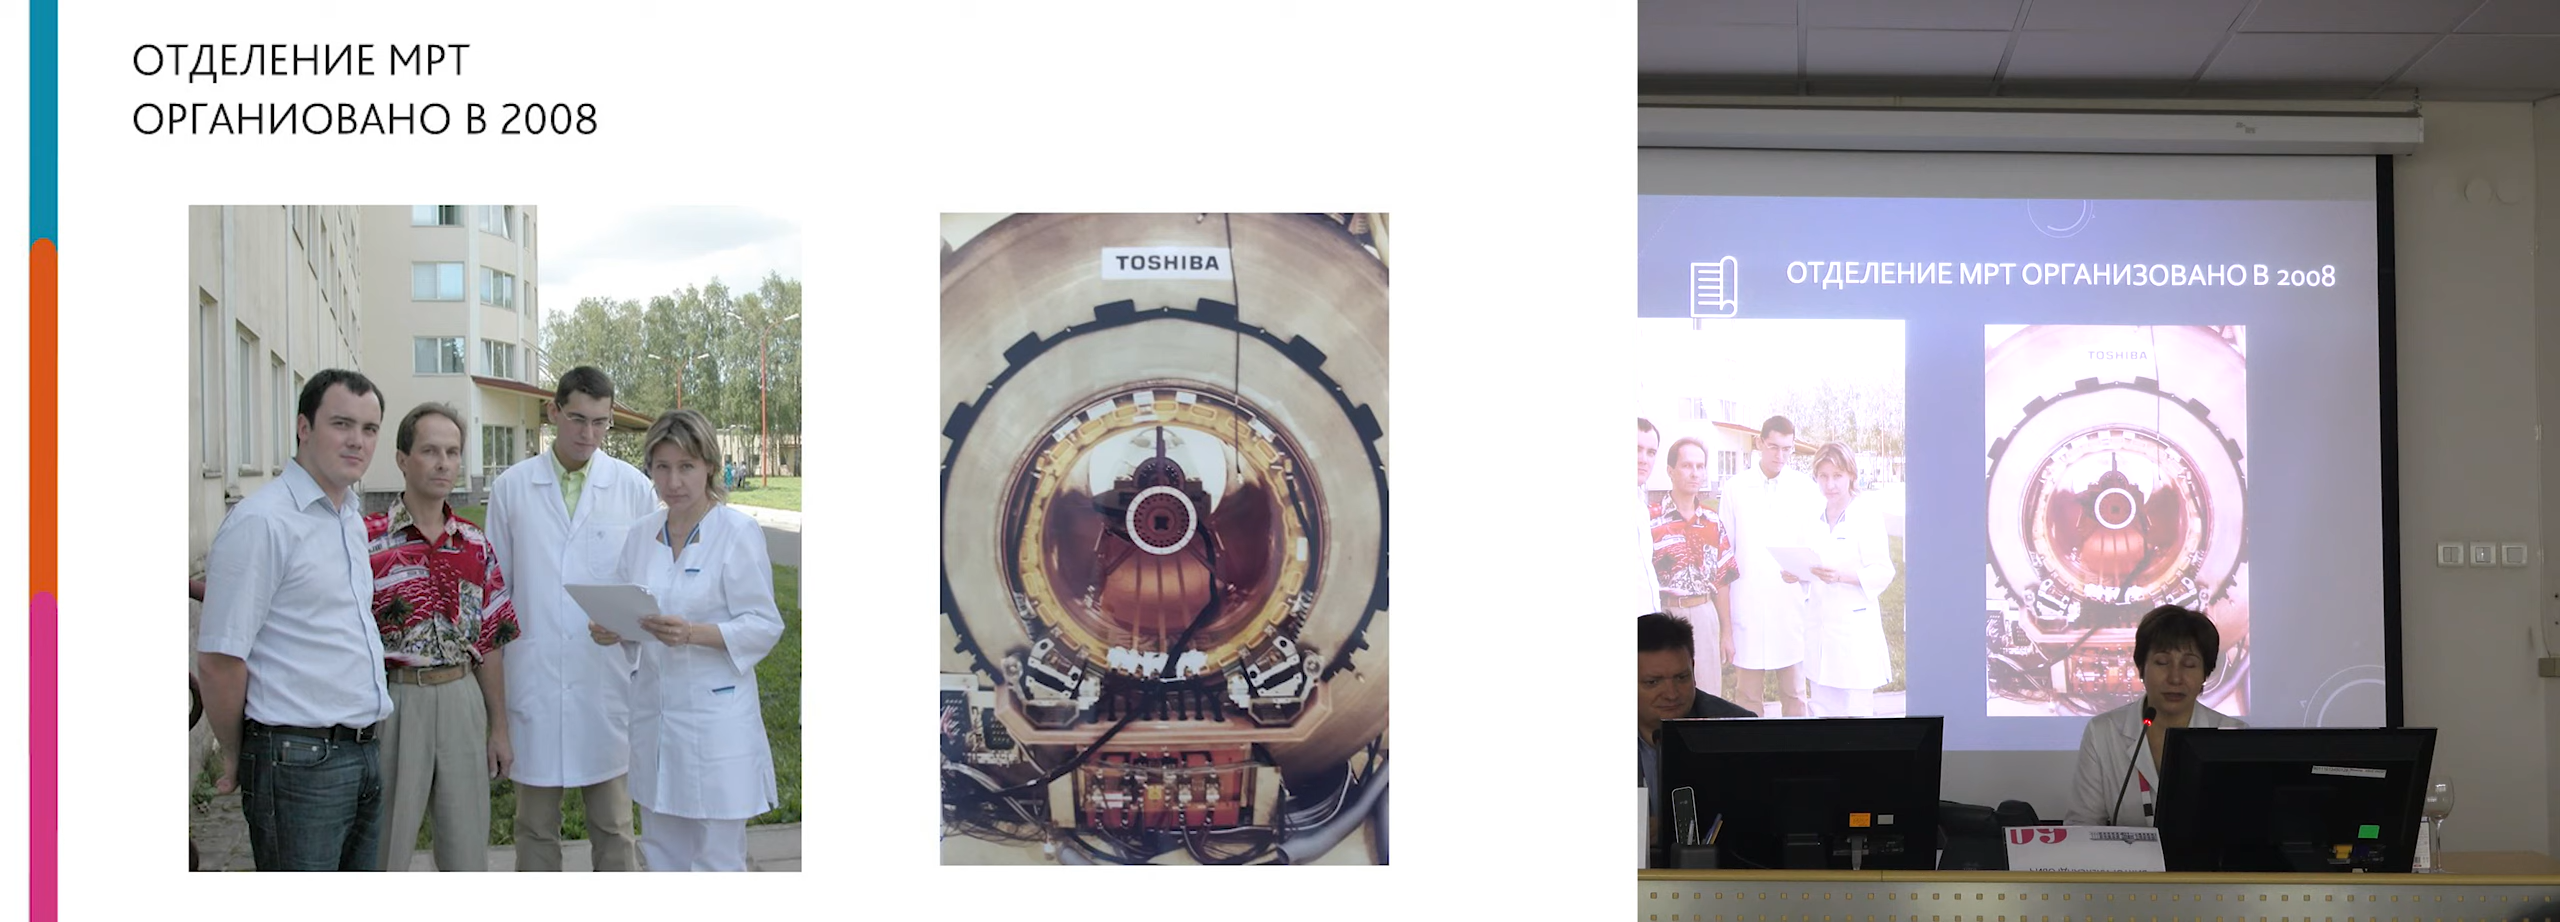 ОТДЕЛЕНИЕ МРТ
ОРГАНИОВАНО В 2008
TOSHIBA
ОТДЕЛЕНИЕ МРТ ОРГАНИЗОВАНО В 2008
TOSHIBA